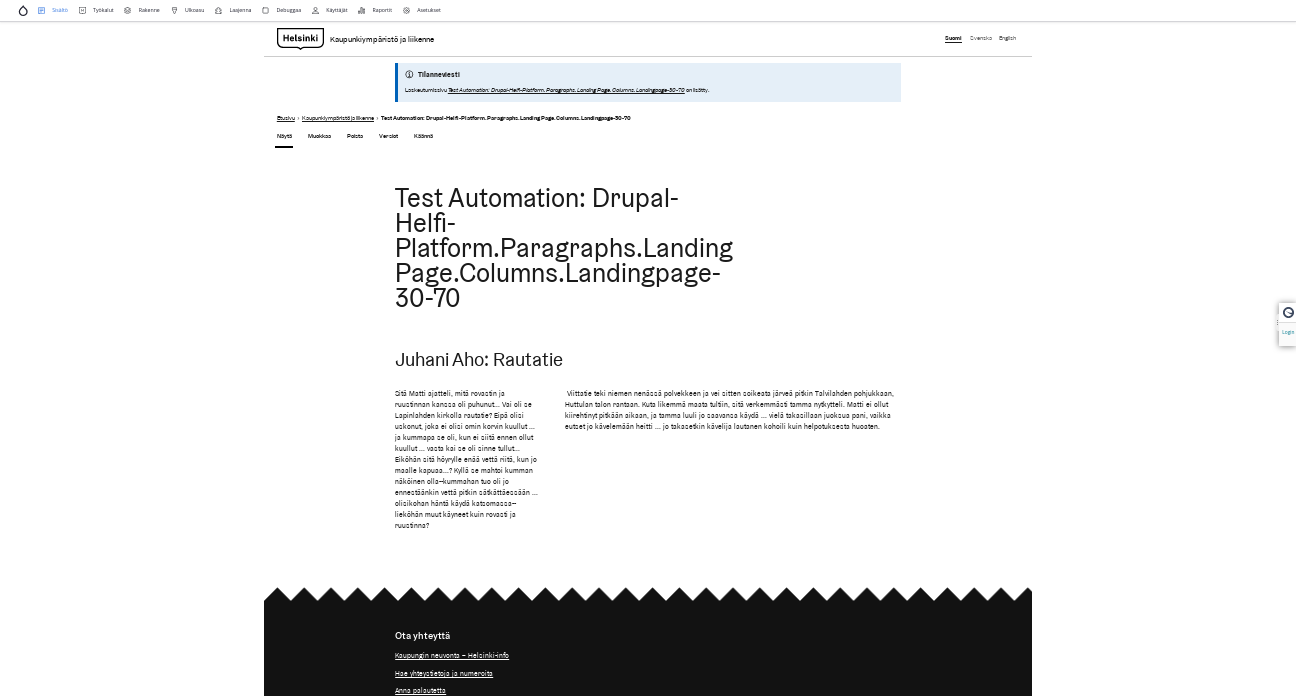 Sisältö Työkalut Rakenne Ulkoasu Laajenna Debuggaa Käyttäjät Raportit Asetukset
Helsinki Kaupunkiympäristö ja liikenne Suomi Svenska English
Tilanneviesti
Laskeutumissivu Test Automation: Drupal-Helfi-Platform.Paragraphs.Landing Page.Columns.Landingpage-30-70 on lisätty.
Etusivu › Kaupunkiympäristö ja liikenne › Test Automation: Drupal-Helfi-Platform.Paragraphs.Landing Page.Columns.Landingpage-30-70
Näytä Muokkaa Poista Versiot Käännä
Test Automation: Drupal-
Helfi-
Platform.Paragraphs.Landing
Page.Columns.Landingpage-
30-70
Login
Juhani Aho: Rautatie
Sitä Matti ajatteli, mitä rovastin ja
ruustinnan kanssa oli puhunut... Vai oli se
Lapinlahden kirkolla rautatie? Eipä olisi
uskonut, joka ei olisi omin korvin kuullut ...
ja kummapa se oli, kun ei siitä ennen ollut
kuullut ... vasta kai se oli sinne tullut...
Eiköhän sitä höyrylle enää vettä riitä, kun jo
maalle kapuaa...? Kyllä se mahtoi kumman
näköinen olla—kummahan tuo oli jo
ennestäänkin vettä pitkin sätkättäessään ...
olisikohan häntä käydä katsomassa—
lieköhän muut käyneet kuin rovasti ja
ruustinna?
Viittatie teki niemen nenässä polvekkeen ja vei sitten soikeata järveä pitkin Talvilahden pohjukkaan,
Huttulan talon rantaan. Kuta likemmä maata tultiin, sitä verkemmästi tamma nytkytteli. Matti ei ollut
kiirehtinyt pitkään aikaan, ja tamma luuli jo saavansa käydä ... vielä takasillaan juoksua pani, vaikka
eutset jo kävelemään heitti ... jo takasetkin kävelijä lautanen kohoili kuin helpotuksesta huoaten.
Ota yhteyttä
Kaupungin neuvonta – Helsinki-info
Hae yhteystietoja ja numeroita
Anna palautetta